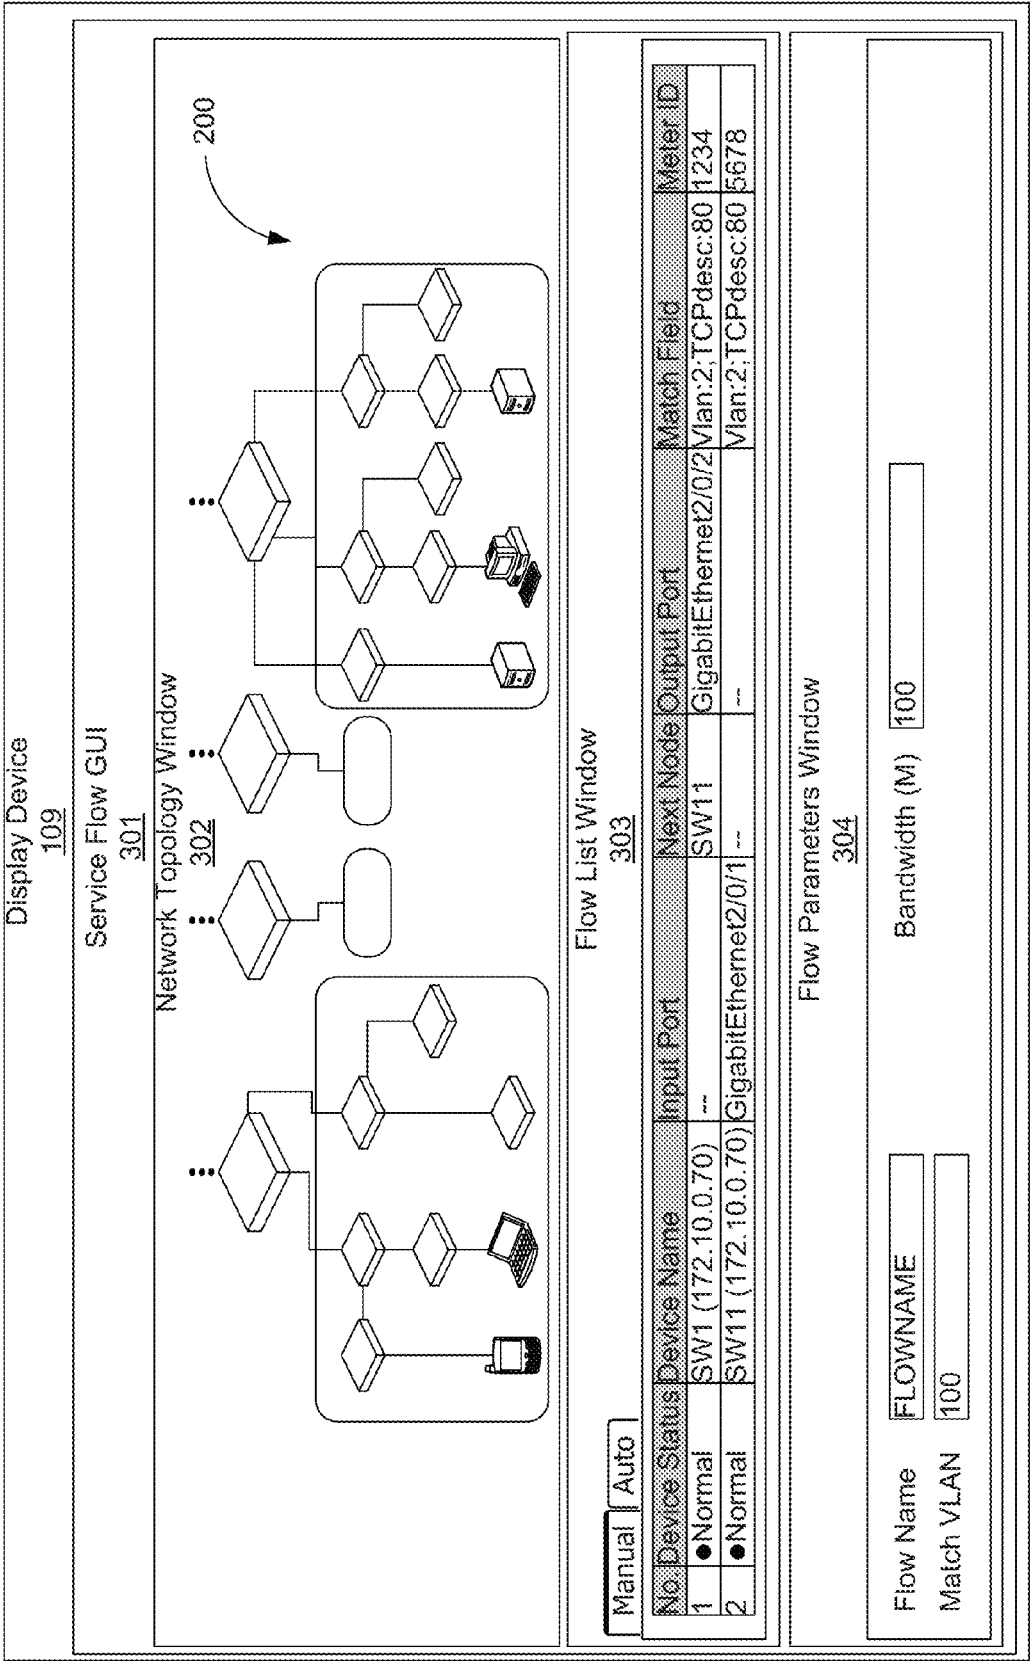 Display Device
109
Service Flow GUI
301
Network Topology Window
302
200
Flow List Window
303
Manual Auto
No. Device Status Device Name Input Port Next Node Output Port Match Field Meter ID
1 ●Normal SW1 (172.10.0.70) -- SW11 GigabitEthernet2/0/2 Vlan:2;TCPdesc:80 1234
2 ●Normal SW11 (172.10.0.70) GigabitEthernet2/0/1 -- -- Vlan:2;TCPdesc:80 5678
Flow Parameters Window
304
Flow Name FLOWNAME Bandwidth (M) 100
Match VLAN 100